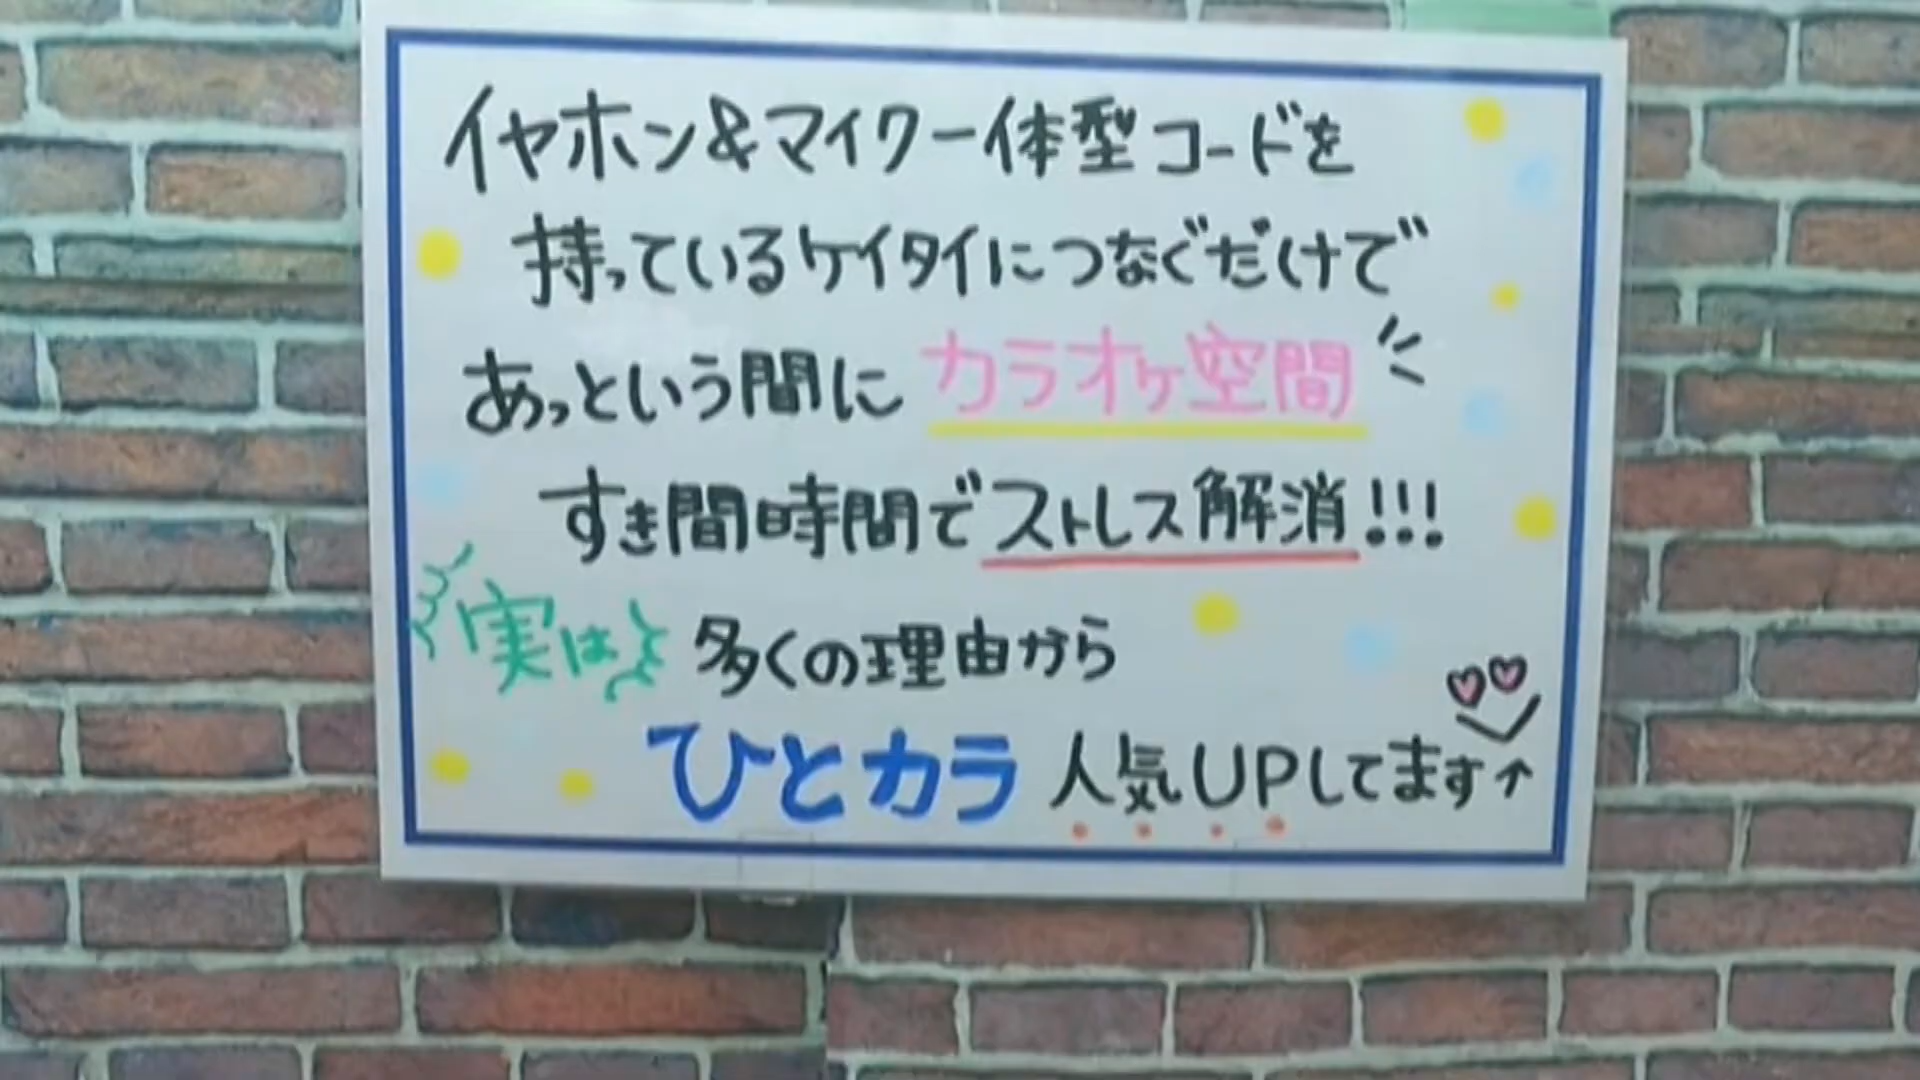 イヤホン&マイク一体型コードを
持っているケイタイにつなぐだけで
あっという間にカラオケ空間
すき間時間でストレス解消!!!
実は多くの理由から
ひとカラ人気UPしてます↑